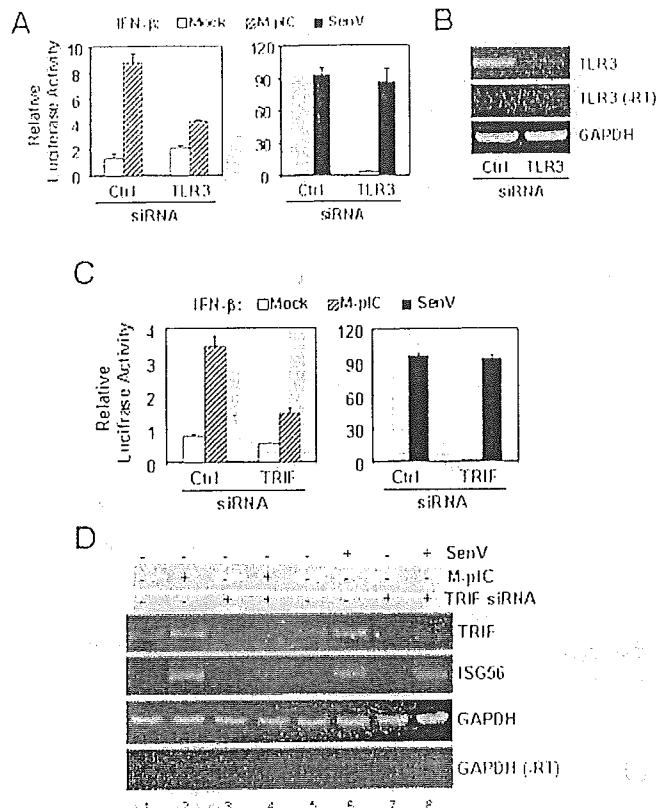 A
IFN-β: Mock M-pIC SenV
Relative Luciferase Activity
10
8
6
4
2
0
Ctrl TLR3
siRNA
120
90
60
30
0
Ctrl TLR3
siRNA
B
TLR3
TLR3 (-RT)
GAPDH
Ctrl TLR3
siRNA
C
IFN-β: Mock M-pIC SenV
Relative Luciferase Activity
4
3
2
1
0
Ctrl TRIF
siRNA
120
90
60
30
0
Ctrl TRIF
siRNA
D
- - - - - + - + SenV
- + - + - - - - M-pIC
- - + + - - + + TRIF siRNA
TRIF
ISG56
GAPDH
GAPDH (-RT)
1 2 3 4 5 6 7 8